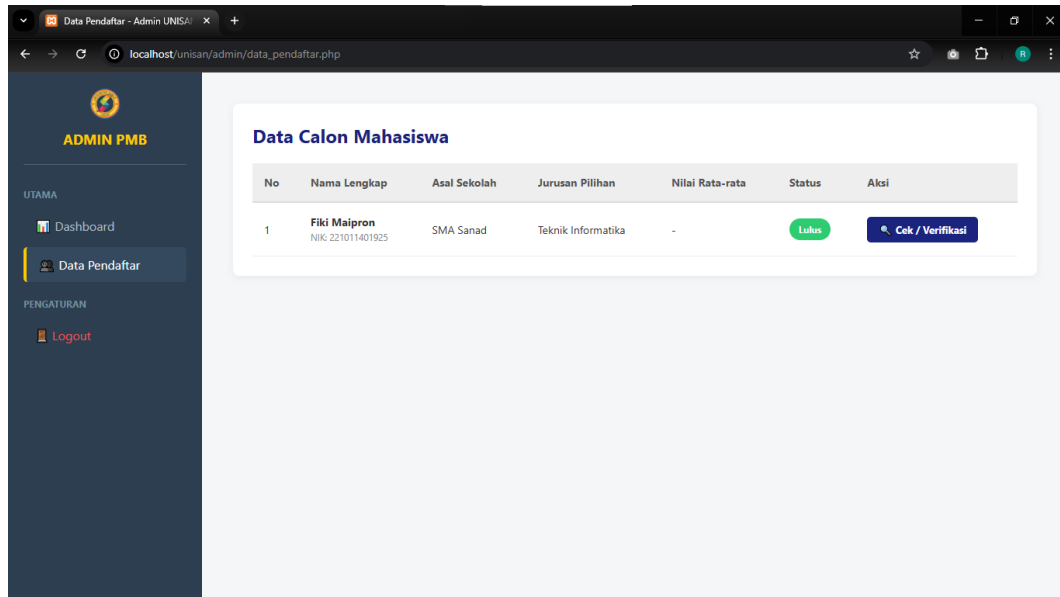 Data Pendaftar - Admin UNISA
localhost/unisan/admin/data_pendaftar.php
R
ADMIN PMB
UTAMA
Dashboard
Data Pendaftar
PENGATURAN
Logout
Data Calon Mahasiswa
No Nama Lengkap Asal Sekolah Jurusan Pilihan Nilai Rata-rata Status Aksi
1 Fiki Maipron SMA Sanad Teknik Informatika - Lulus Cek / Verifikasi
NIK: 221011401925